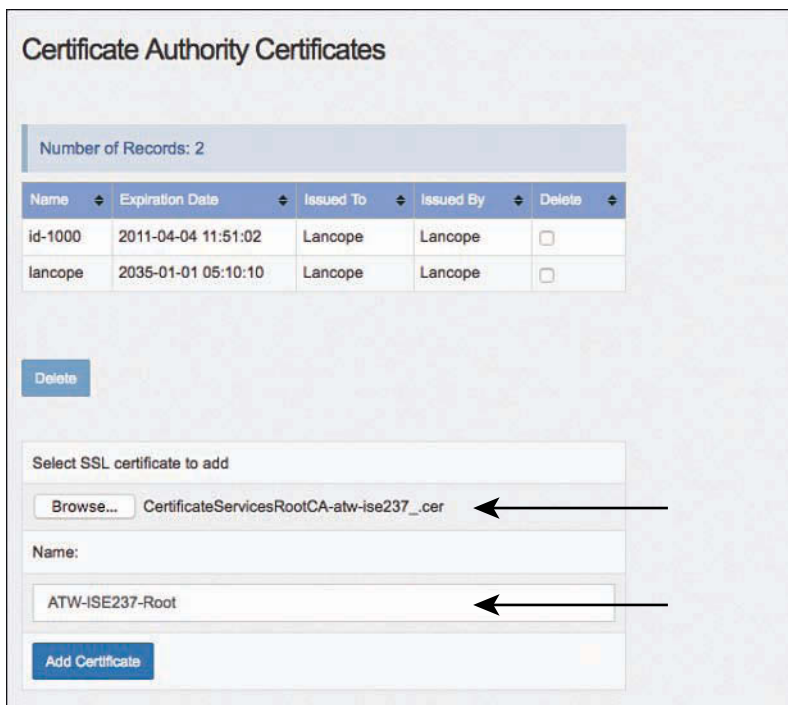 Certificate Authority Certificates
Number of Records: 2
Name Expiration Date Issued To Issued By Delete
id-1000 2011-04-04 11:51:02 Lancope Lancope
lancope 2035-01-01 05:10:10 Lancope Lancope
Delete
Select SSL certificate to add
Browse... CertificateServicesRootCA-atw-ise237_.cer
Name:
ATW-ISE237-Root
Add Certificate